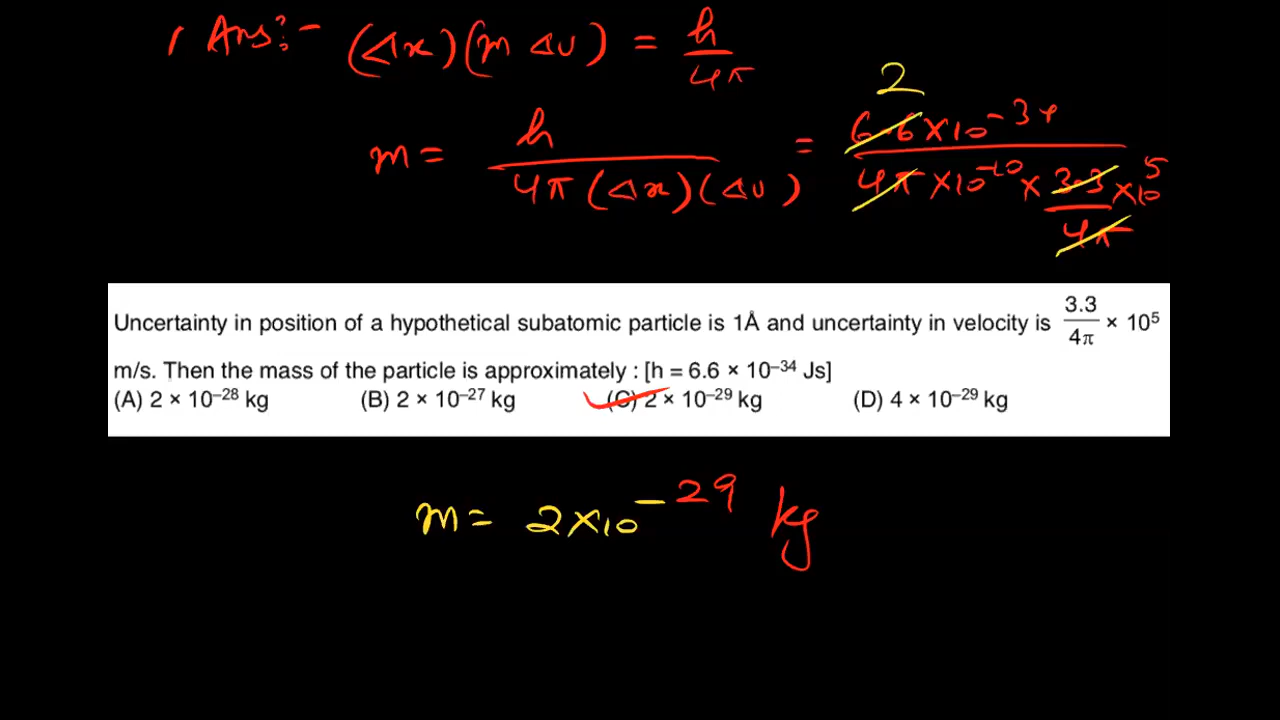 1 Ans:- (Δx)(m Δv) = h/4π
2
m = h/4π(Δx)(Δv) = 6.6×10^-34/4π×10^-10×3.3/4π×10^5
Uncertainty in position of a hypothetical subatomic particle is 1Å and uncertainty in velocity is 3.3/4π × 10⁵
m/s. Then the mass of the particle is approximately : [h = 6.6 × 10⁻³⁴ Js]
(A) 2 × 10⁻²⁸ kg (B) 2 × 10⁻²⁷ kg (C) 2 × 10⁻²⁹ kg (D) 4 × 10⁻²⁹ kg
m = 2×10^-29 kg